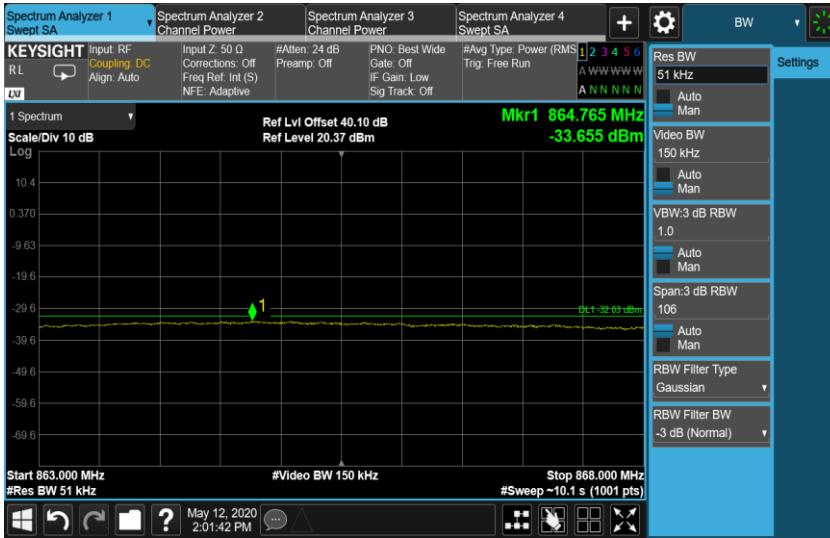 Spectrum Analyzer 1
Swept SA
Spectrum Analyzer 2
Channel Power
Spectrum Analyzer 3
Channel Power
Spectrum Analyzer 4
Swept SA
+
BW
KEYSIGHT
RL
LXI
Input: RF
Coupling: DC
Align: Auto
Input Z: 50 Ω
Corrections: Off
Freq Ref: Int (S)
NFE: Adaptive
#Atten: 24 dB
Preamp: Off
PNO: Best Wide
Gate: Off
IF Gain: Low
Sig Track: Off
#Avg Type: Power (RMS
Trig: Free Run
1 2 3 4 5 6
A W W W W W
A N N N N N
1 Spectrum
Scale/Div 10 dB
Log
Ref Lvl Offset 40.10 dB
Ref Level 20.37 dBm
Mkr1 864.765 MHz
-33.655 dBm
10.4
0.370
-9.63
-19.6
-29.6
-39.6
-49.6
-59.6
-69.6
1
DL1 -32.03 dBm
Start 863.000 MHz
#Res BW 51 kHz
#Video BW 150 kHz
Stop 868.000 MHz
#Sweep ~10.1 s (1001 pts)
Settings
Res BW
51 kHz
Auto
Man
Video BW
150 kHz
Auto
Man
VBW:3 dB RBW
1.0
Auto
Man
Span:3 dB RBW
106
Auto
Man
RBW Filter Type
Gaussian
RBW Filter BW
-3 dB (Normal)
?
May 12, 2020
2:01:42 PM